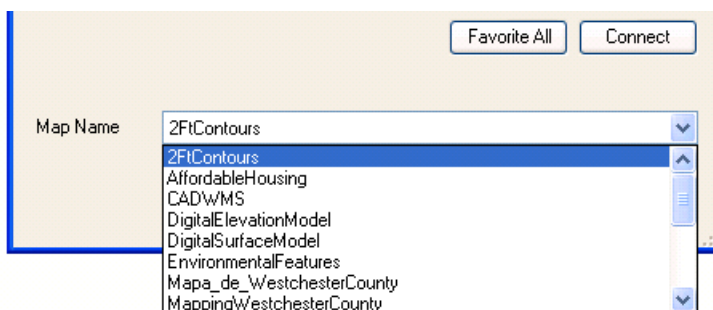 Favorite All Connect
Map Name 2FtContours
2FtContours
AffordableHousing
CADWMS
DigitalElevationModel
DigitalSurfaceModel
EnvironmentalFeatures
Mapa_de_WestchesterCounty
MappingWestchesterCounty